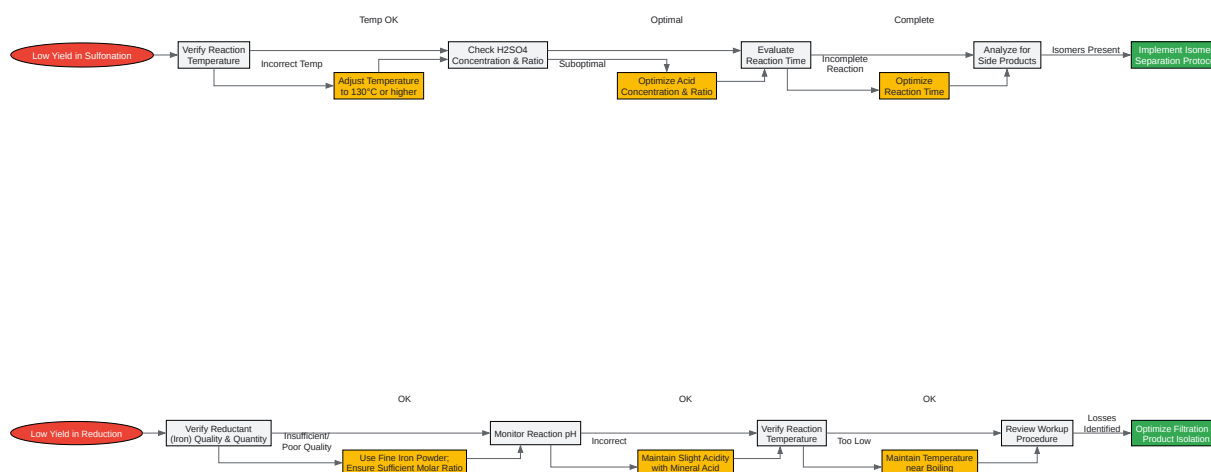 Temp OK
Optimal
Complete
Low Yield in Sulfonation
Verify Reaction
Temperature
Incorrect Temp
Adjust Temperature
to 130°C or higher
Check H2SO4
Concentration & Ratio
Suboptimal
Optimize Acid
Concentration & Ratio
Evaluate
Reaction Time
Incomplete
Reaction
Optimize
Reaction Time
Analyze for
Side Products
Isomers Present
Implement Isome
Separation Protoc
OK
OK
OK
Low Yield in Reduction
Verify Reductant
(Iron) Quality & Quantity
Insufficient/
Poor Quality
Use Fine Iron Powder;
Ensure Sufficient Molar Ratio
Monitor Reaction pH
Incorrect
Maintain Slight Acidity
with Mineral Acid
Verify Reaction
Temperature
Too Low
Maintain Temperature
near Boiling
Review Workup
Procedure
Losses
Identified
Optimize Filtration
Product Isolation